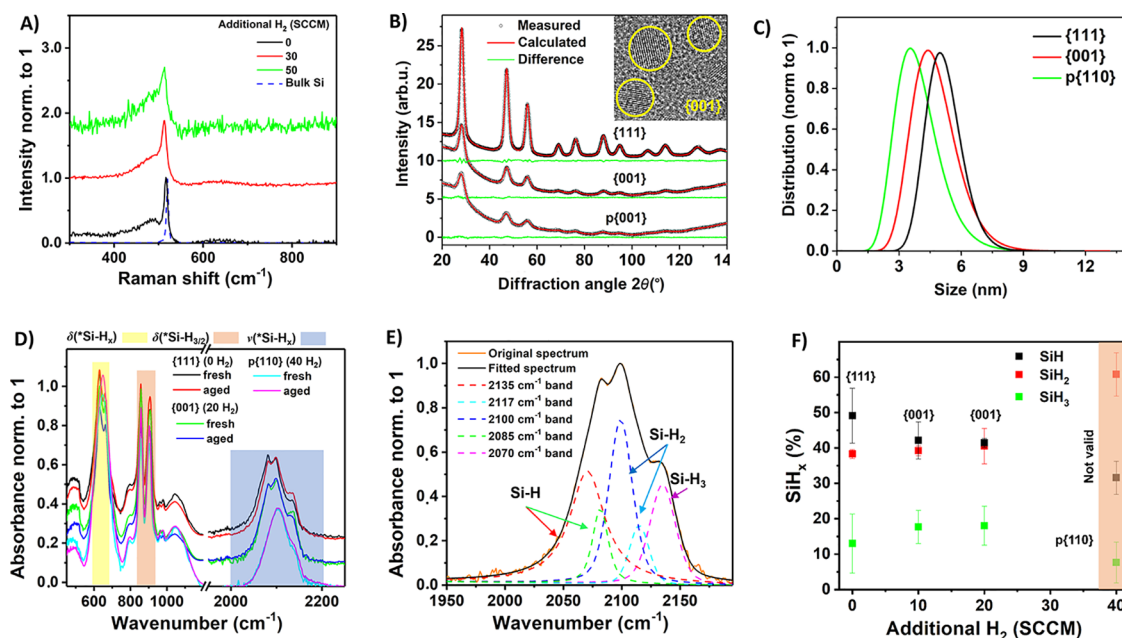 A)
Additional H2 (SCCM)
0
30
50
Bulk Si
Intensity norm. to 1
3.0
2.0
1.0
0.0
400 600 800
Raman shift (cm-1)
B)
Measured
Calculated
Difference
{001}
{111}
{001}
p{001}
Intensity (arb.u.)
25
20
15
10
5
0
20 40 60 80 100 120 140
Diffraction angle 2θ(°)
C)
{111}
{001}
p{110}
Distribution (norm to 1)
1.0
0.8
0.6
0.4
0.2
0.0
0 3 6 9 12
Size (nm)
D)
δ(*Si-Hx) δ(*Si-H3/2) ν(*Si-Hx)
{111} (0 H2) p{110} (40 H2)
fresh fresh
aged aged
{001} (20 H2)
fresh
aged
Absorbance norm. to 1
1.4
1.2
1.0
0.8
0.6
0.4
0.2
0.0
600 800 1000 2000 2100 2200
Wavenumber (cm-1)
E)
Original spectrum
Fitted spectrum
2135 cm-1 band
2117 cm-1 band
2100 cm-1 band
2085 cm-1 band
2070 cm-1 band
Si-H2
Si-H
Si-H3
Absorbance norm. to 1
1.0
0.8
0.6
0.4
0.2
0.0
1950 2000 2050 2100 2150
Wavenumber (cm-1)
F)
SiH
SiH2
SiH3
{111}
{001}
{001}
Not valid
p{110}
SiHx (%)
60
50
40
30
20
10
0
0 10 20 30 40
Additional H2 (SCCM)